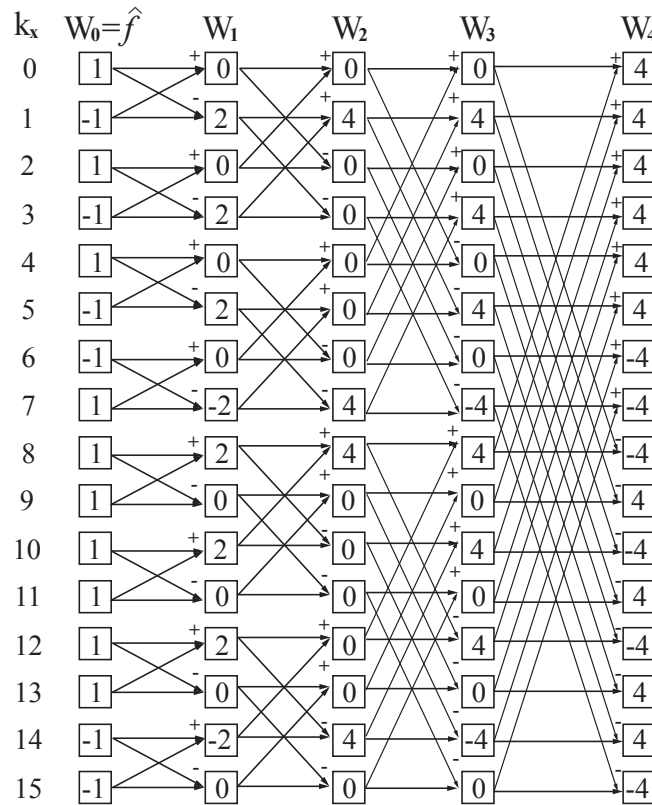 kₓ W₀=f̂ W₁ W₂ W₃ W₄
0 1 + 0 + 0 + 0 + 4
1 -1 - 2 + 4 + 4 + 4
2 1 + 0 - 0 + 0 + 4
3 -1 - 2 - 0 + 4 + 4
4 1 + 0 + 0 - 0 + 4
5 -1 - 2 + 0 - 4 + 4
6 -1 + 0 - 0 - 0 + -4
7 1 - -2 - 4 - -4 + -4
8 1 + 2 + 4 + 4 - -4
9 1 - 0 + 0 + 0 - 4
10 1 + 2 - 0 + 4 - -4
11 1 - 0 - 0 + 0 - 4
12 1 + 2 + 0 - 4 - -4
13 1 - 0 + 0 - 0 - 4
14 -1 + -2 - 4 - -4 - 4
15 -1 - 0 - 0 - 0 - -4